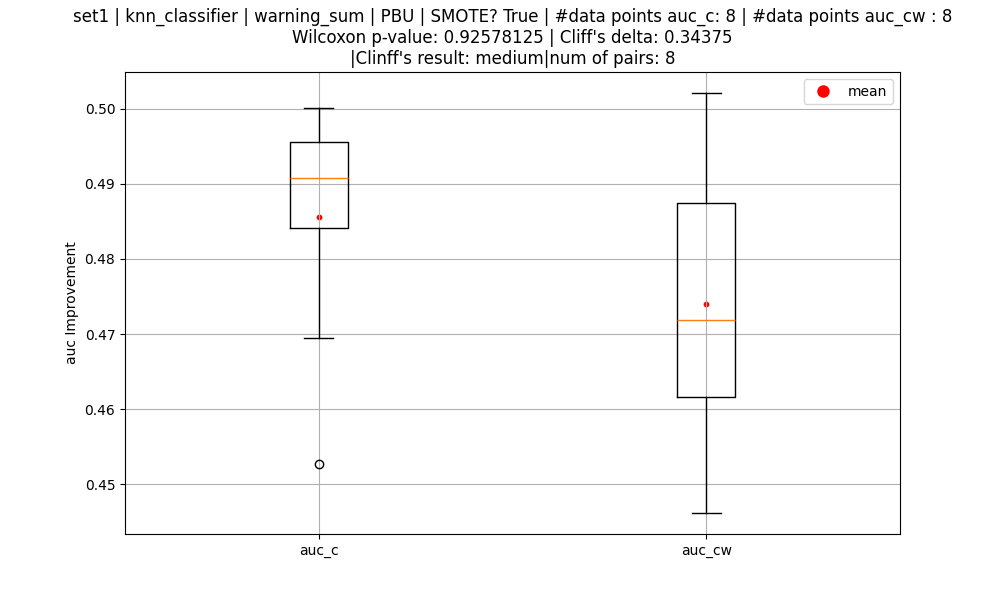 set1 | knn_classifier | warning_sum | PBU | SMOTE? True | #data points auc_c: 8 | #data points auc_cw : 8
Wilcoxon p-value: 0.92578125 | Cliff's delta: 0.34375
|Clinff's result: medium|num of pairs: 8
mean
0.50
0.49
0.48
0.47
0.46
0.45
auc Improvement
auc_c
auc_cw